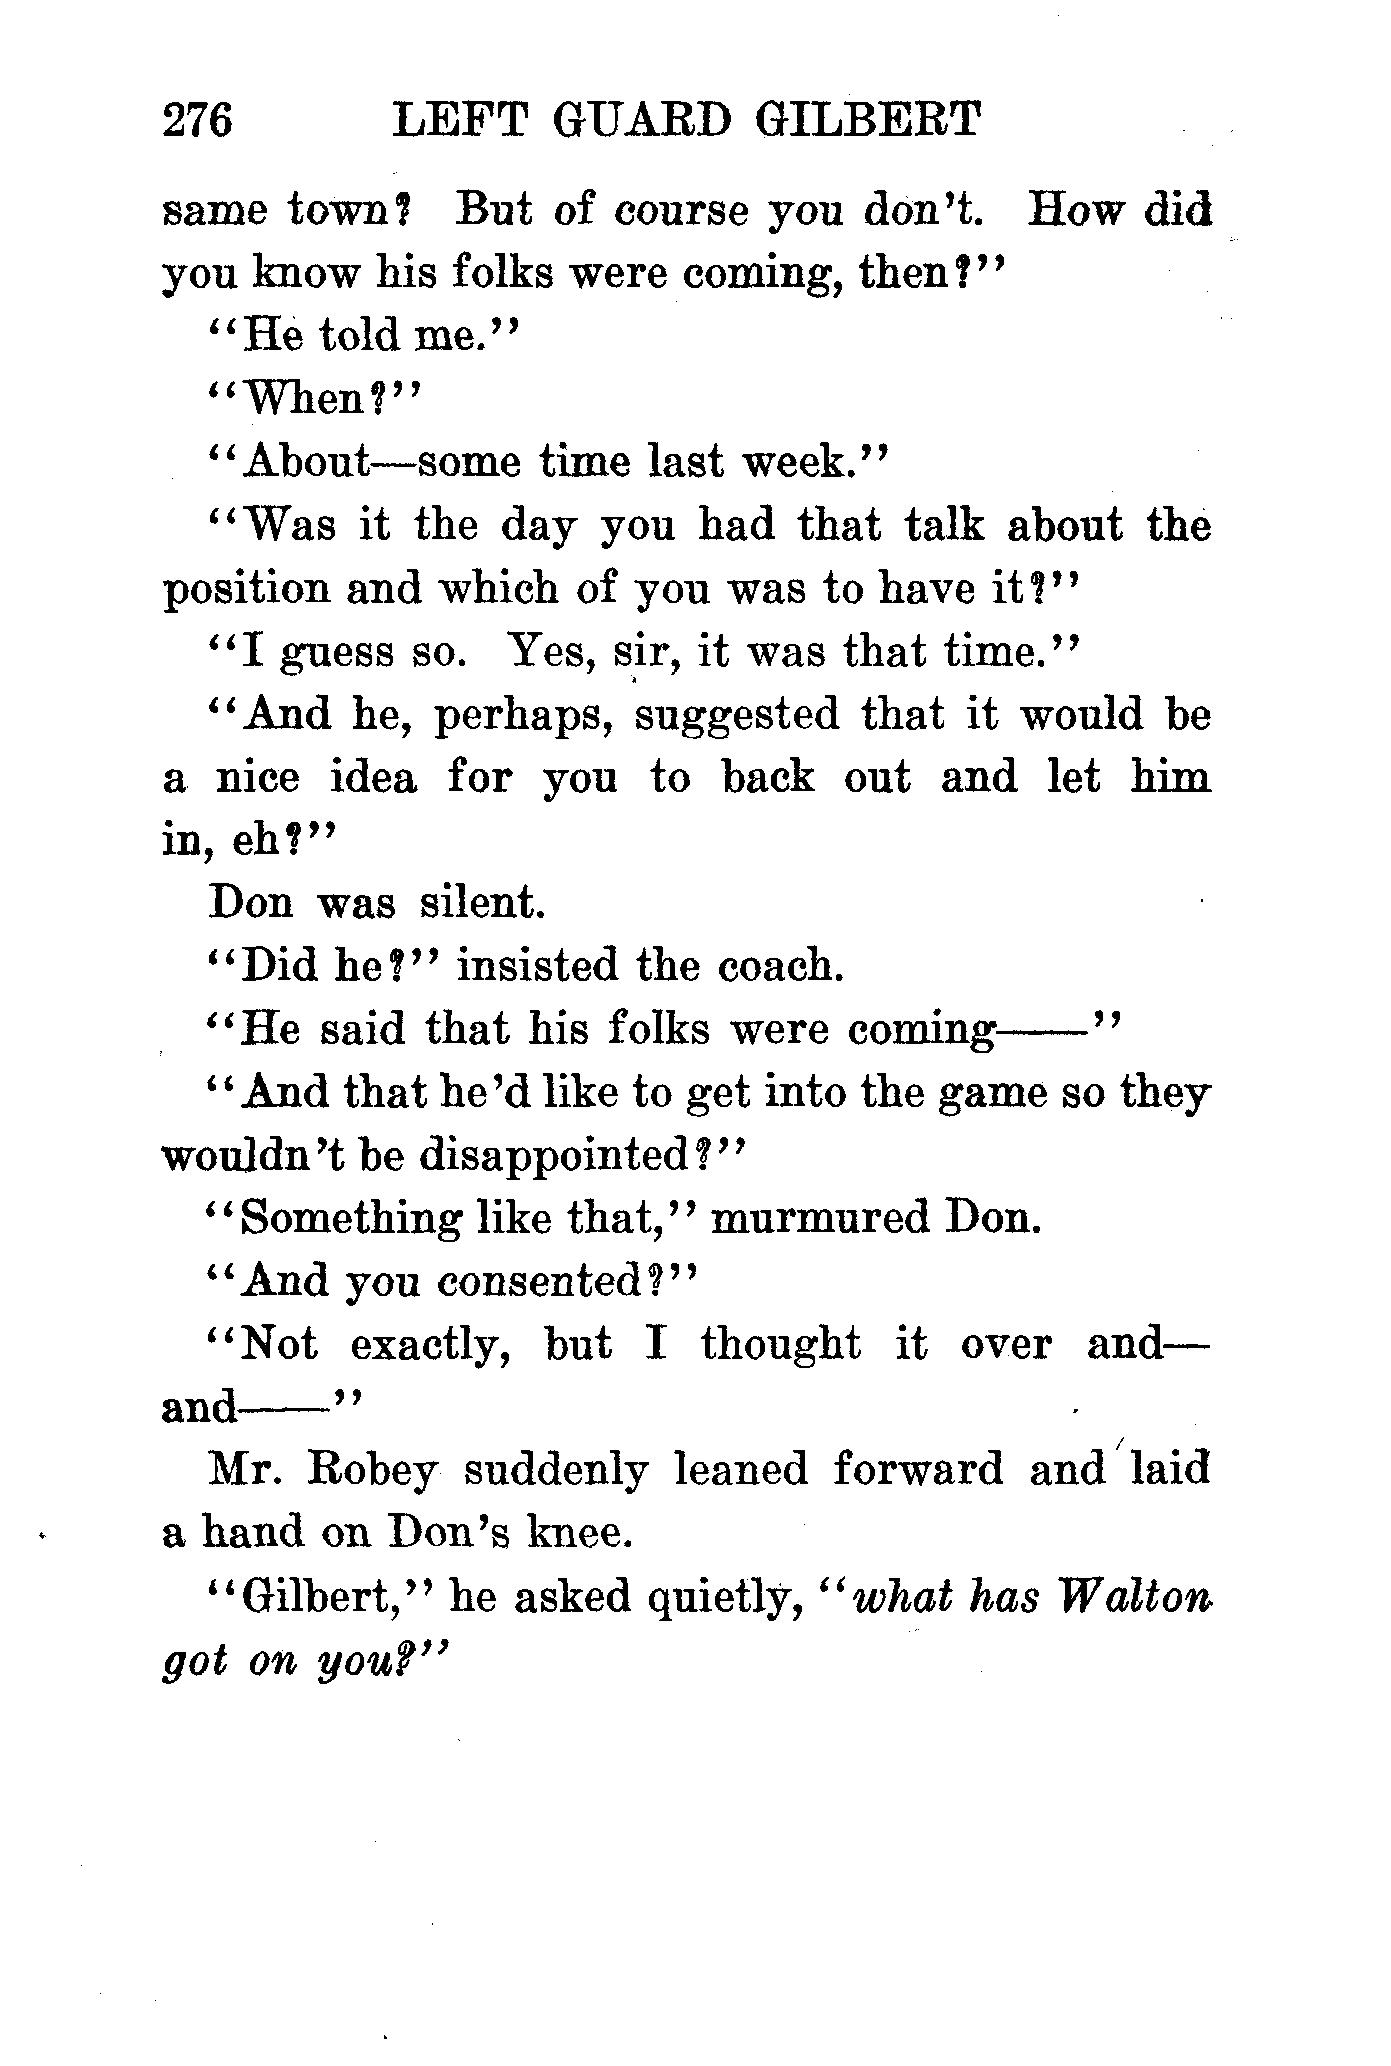 276 LEFT GUARD GILBERT
same town? But of course you don't. How did
you know his folks were coming, then?"
"He told me."
"When?"
"About—some time last week."
"Was it the day you had that talk about the
position and which of you was to have it?"
"I guess so. Yes, sir, it was that time."
"And he, perhaps, suggested that it would be
a nice idea for you to back out and let him
in, eh?"
Don was silent.
"Did he?" insisted the coach.
"He said that his folks were coming——"
"And that he'd like to get into the game so they
wouldn't be disappointed?"
"Something like that," murmured Don.
"And you consented?"
"Not exactly, but I thought it over and—
and——"
Mr. Robey suddenly leaned forward and laid
a hand on Don's knee.
"Gilbert," he asked quietly, "what has Walton
got on you?"